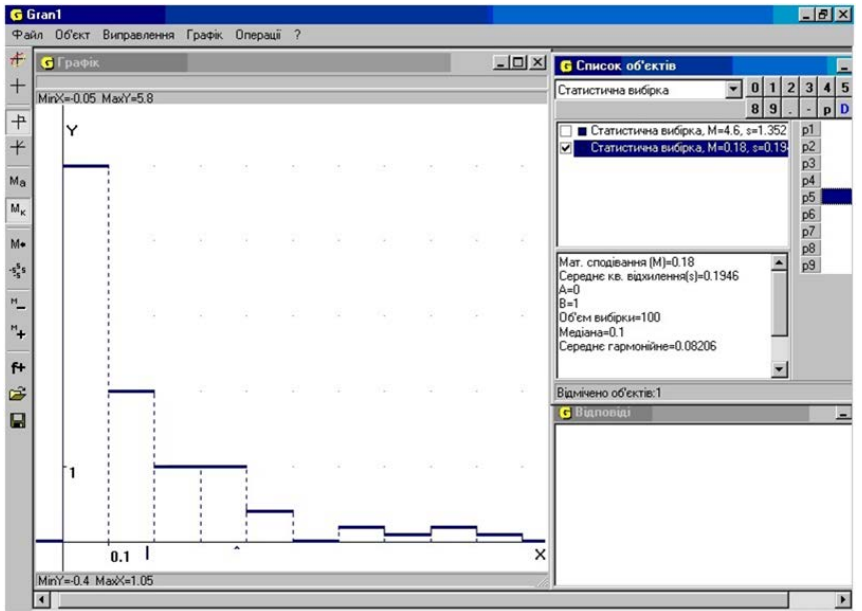 Gran1
Файл Об'єкт Виправлення Графік Операції ?
Графік
MinX=-0.05 MaxY=5.8
Y
1
0.1
X
MinY=-0.4 MaxX=1.05
Ma
Mк
M
-s s s
M
M
f+
Список об'єктів
Статистична вибірка
0 1 2 3 4 5
8 9 . - p D
Статистична вибірка, M=4.6, s=1.352
Статистична вибірка, M=0.18, s=0.194
p1
p2
p3
p4
p5
p6
p7
p8
p9
Мат. сподівання (M)=0.18
Середнє кв. відхилення(s)=0.1946
A=0
B=1
Об'єм вибірки=100
Медіана=0.1
Середнє гармонійне=0.08206
Відмічено об'єктів:1
Відповіді